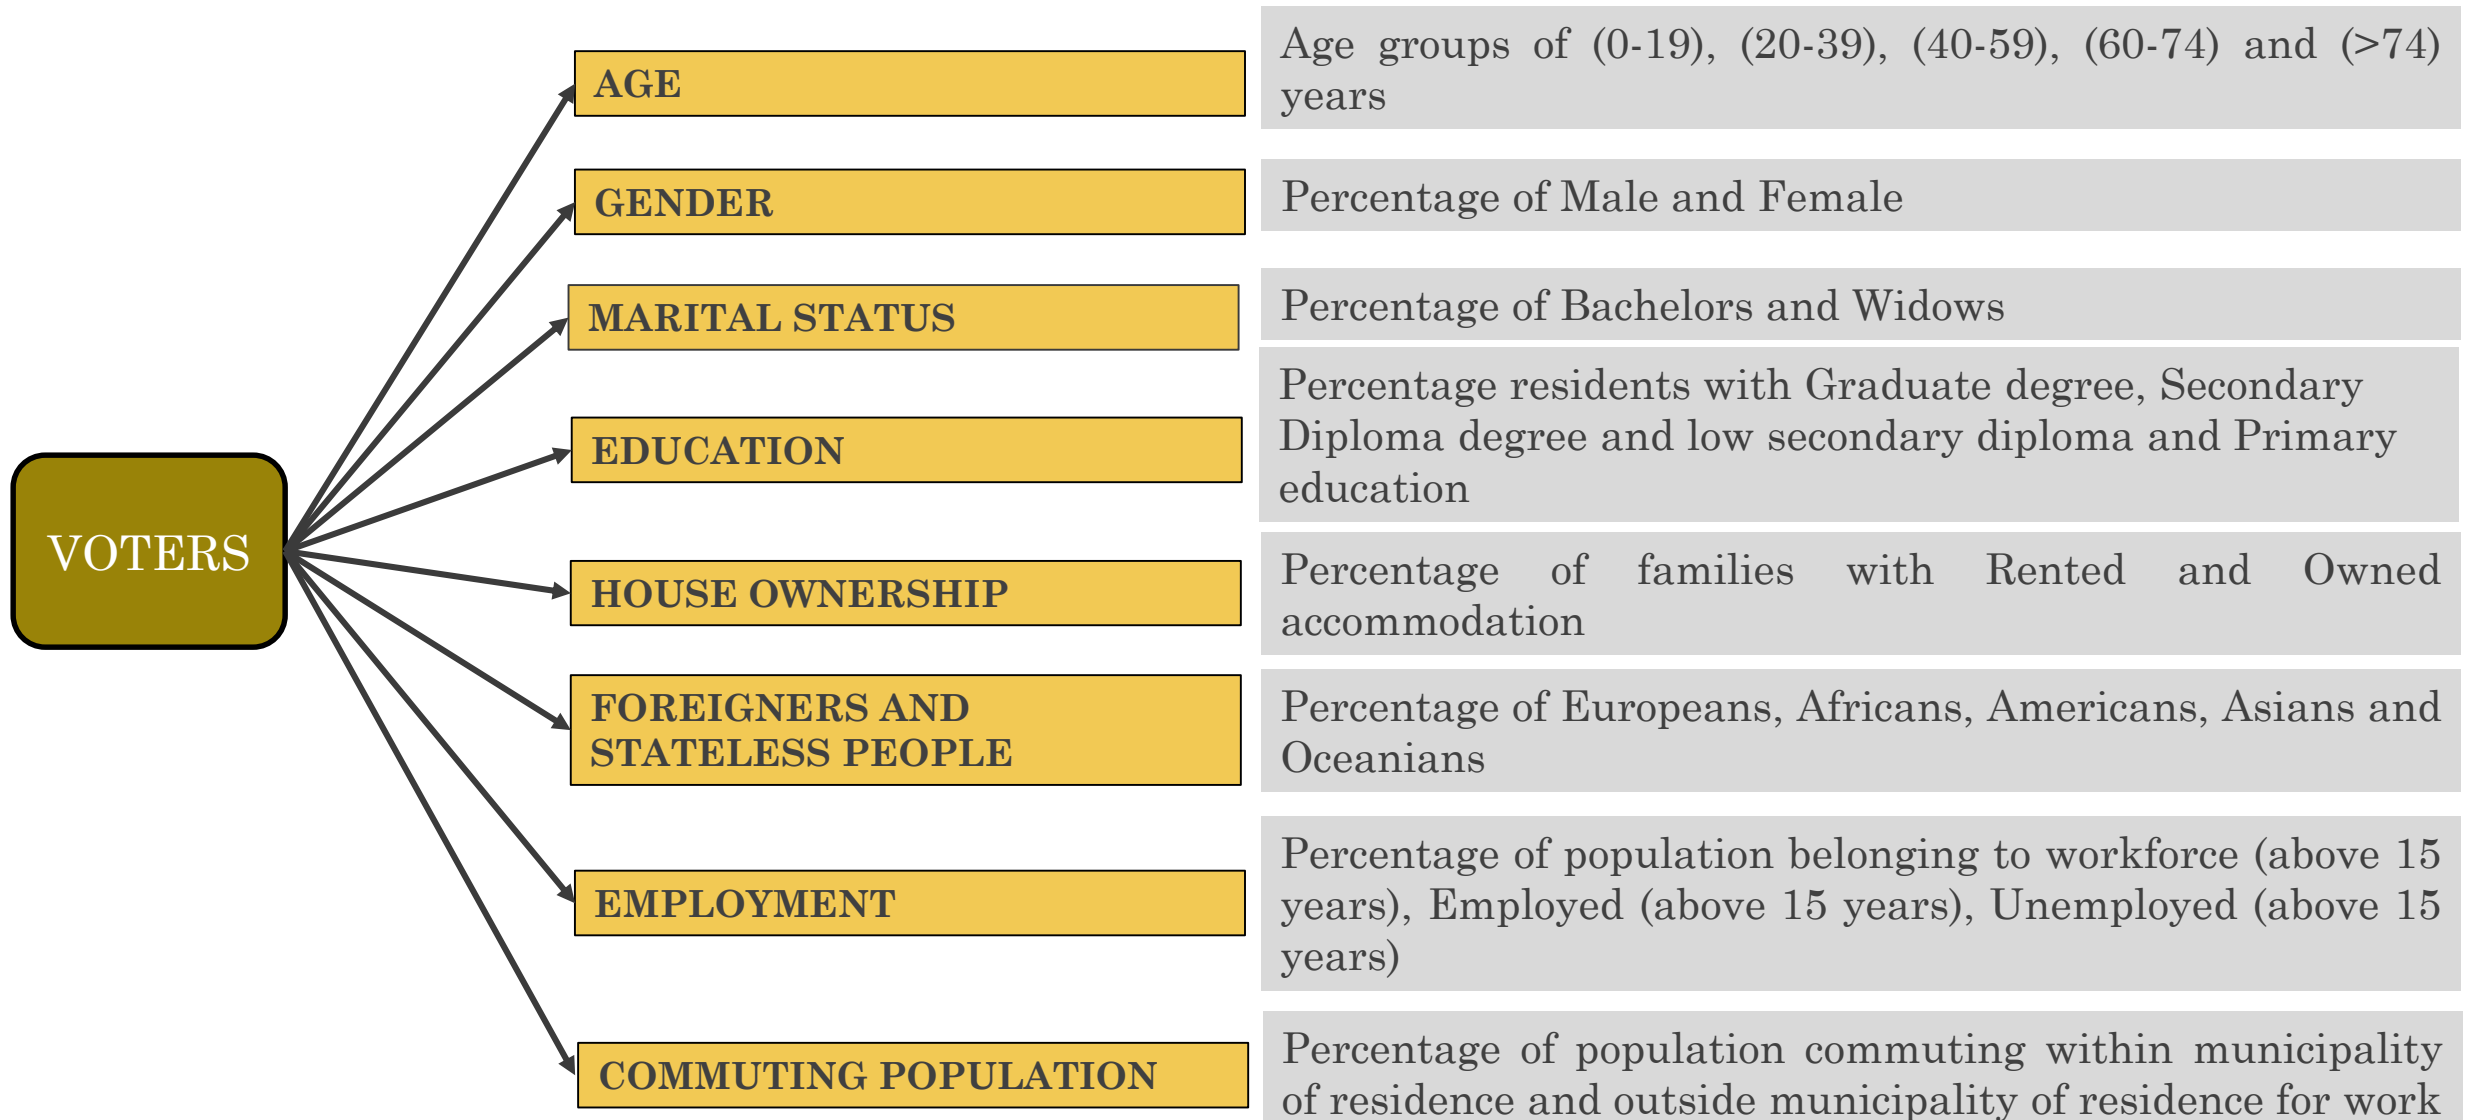 AGE
Age groups of (0-19), (20-39), (40-59), (60-74) and (>74)
years
GENDER
Percentage of Male and Female
MARITAL STATUS
Percentage of Bachelors and Widows
EDUCATION
Percentage residents with Graduate degree, Secondary
Diploma degree and low secondary diploma and Primary
education
VOTERS
HOUSE OWNERSHIP
Percentage of families with Rented and Owned
accommodation
FOREIGNERS AND
STATELESS PEOPLE
Percentage of Europeans, Africans, Americans, Asians and
Oceanians
EMPLOYMENT
Percentage of population belonging to workforce (above 15
years), Employed (above 15 years), Unemployed (above 15
years)
COMMUTING POPULATION
Percentage of population commuting within municipality
of residence and outside municipality of residence for work